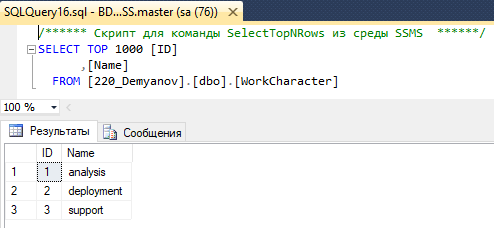 SQLQuery16.sql - BD...SS.master (sa (76))
/****** Скрипт для команды SelectTopNRows из среды SSMS ******/
SELECT TOP 1000 [ID]
,[Name]
FROM [220_Demyanov].[dbo].[WorkCharacter]
100 %
Результаты Сообщения
ID Name
1 1 analysis
2 2 deployment
3 3 support